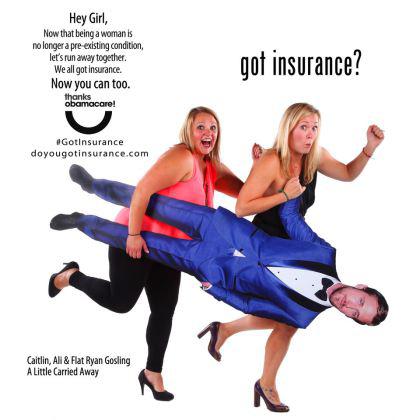 Hey Girl,
Now that being a woman is
no longer a pre-existing condition,
let's run away together.
We all got insurance.
Now you can too.
thanks
obamacare!
#GotInsurance
doyougotinsurance.com
got insurance?
Caitlin, Ali & Flat Ryan Gosling
A Little Carried Away